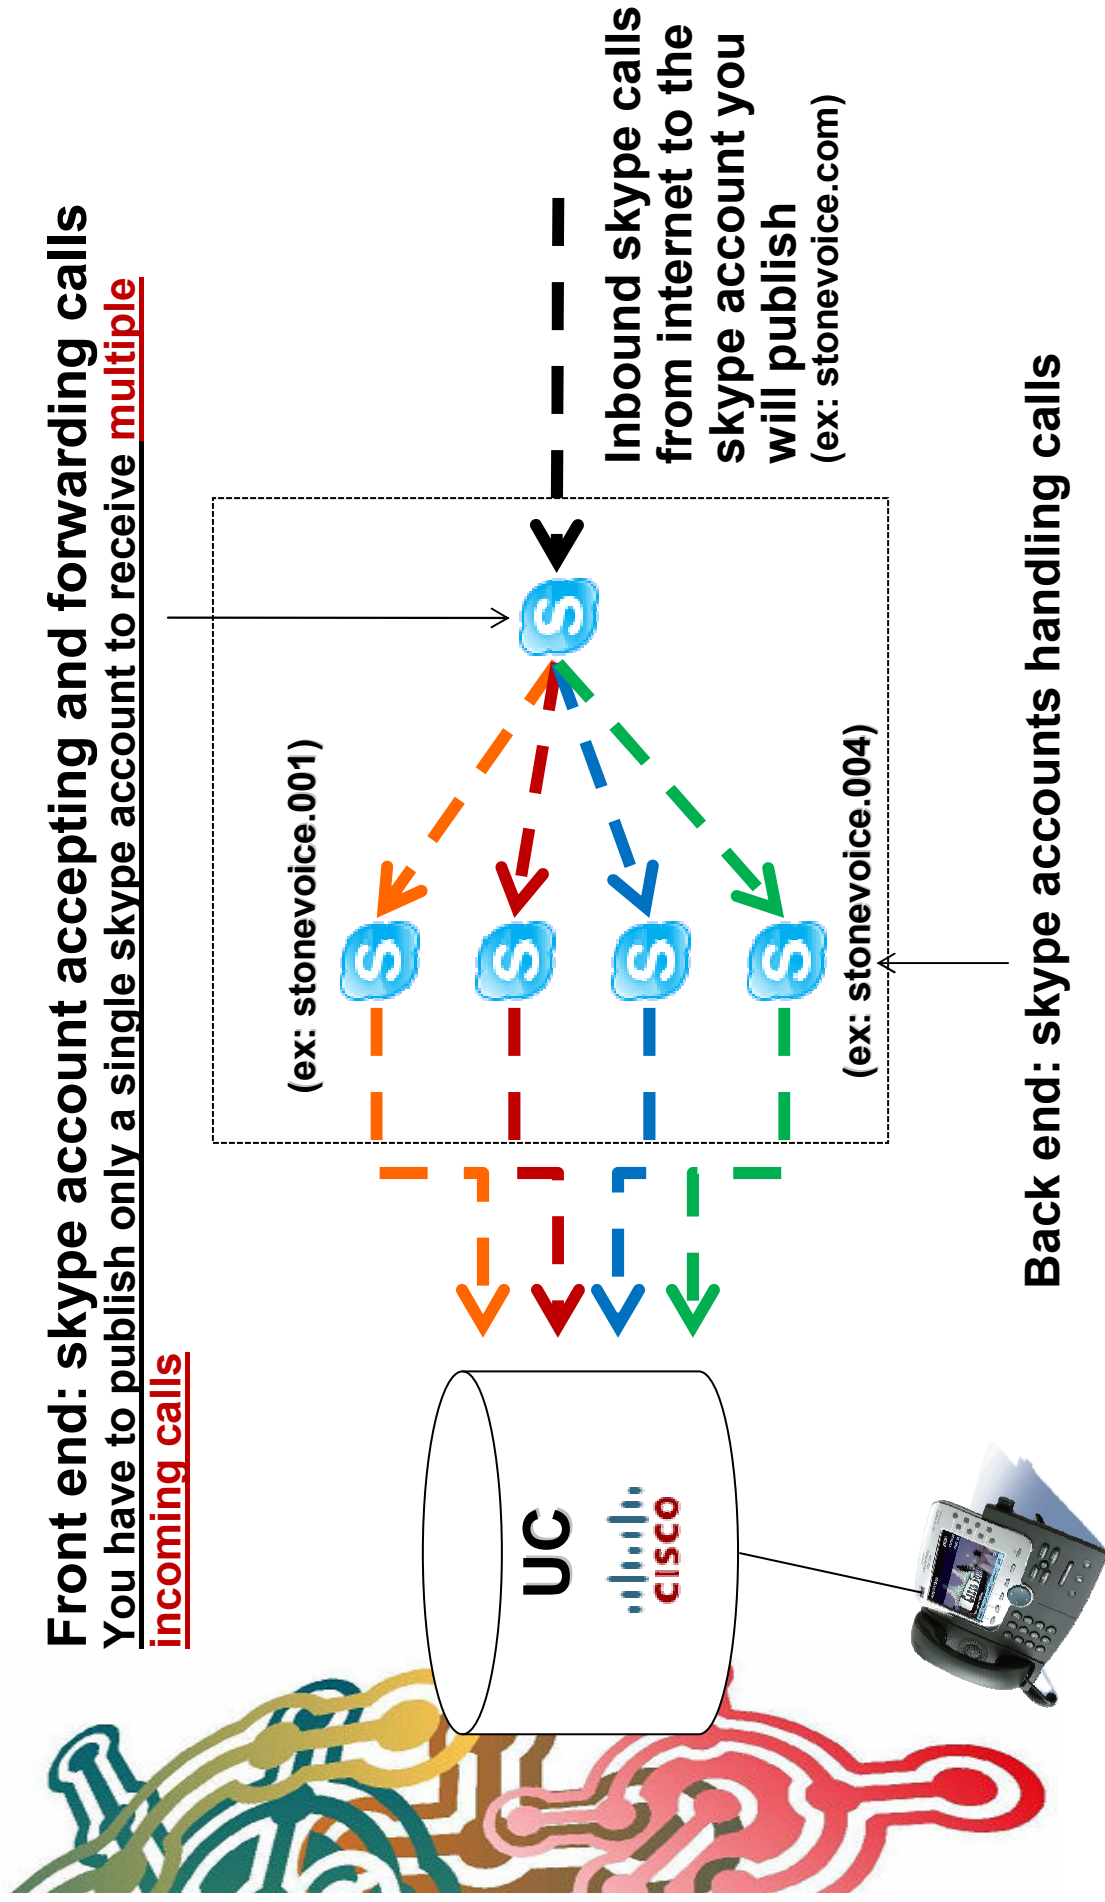 Front end: skype account accepting and forwarding calls
You have to publish only a single skype account to receive multiple
incoming calls
(ex: stonevoice.001)
UC
CISCO
Inbound skype calls
from internet to the
skype account you
will publish
(ex: stonevoice.com)
(ex: stonevoice.004)
Back end: skype accounts handling calls